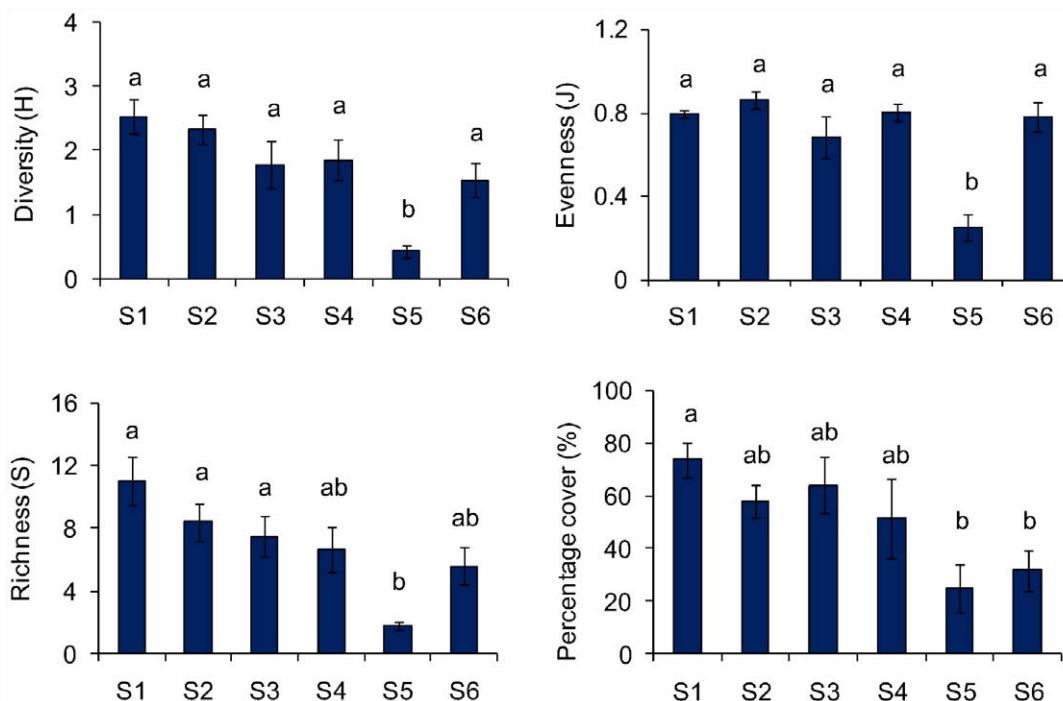 Diversity (H)
4
3
2
1
0
a
a
a
a
b
a
S1 S2 S3 S4 S5 S6
Evenness (J)
1.2
0.8
0.4
0
a
a
a
a
b
a
S1 S2 S3 S4 S5 S6
Richness (S)
16
12
8
4
0
a
a
a
ab
b
ab
S1 S2 S3 S4 S5 S6
Percentage cover (%)
100
80
60
40
20
0
a
ab
ab
ab
b
b
S1 S2 S3 S4 S5 S6